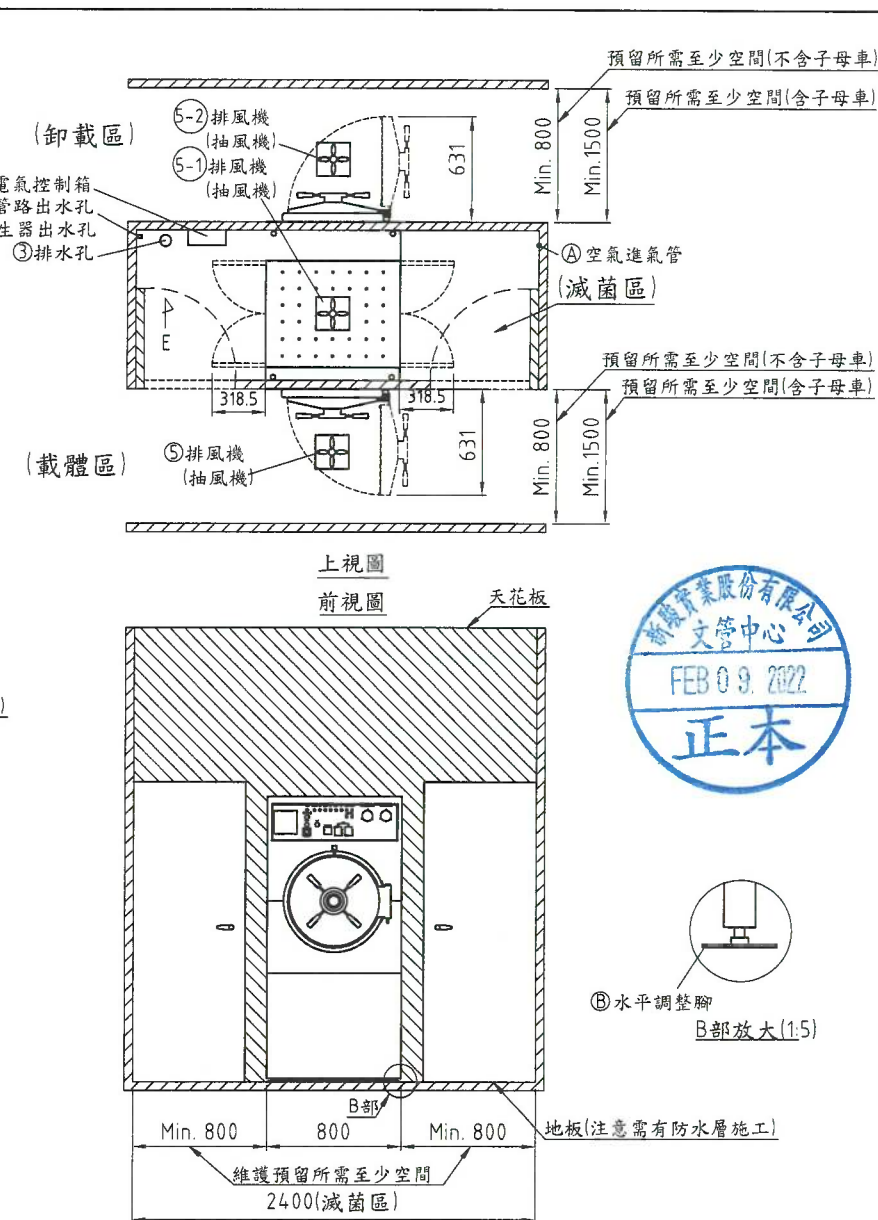 預留所需至少空間(不含子母車)
預留所需至少空間(含子母車)
(卸載區)
5-2 排風機
(抽風機)
5-1 排風機
(抽風機)
631
Min. 800
Min.1500
電氣控制箱
管路出水孔
生器出水孔
③排水孔
Ⓐ空氣進氣管
(滅菌區)
E
預留所需至少空間(不含子母車)
預留所需至少空間(含子母車)
318.5
318.5
(載體區)
⑤排風機
(抽風機)
631
Min. 800
Min.1500
上視圖
前視圖
天花板
新駿實業股份有限公司
文管中心
FEB 09. 2022
正本
)
Ⓑ水平調整腳
B部放大(1:5)
B部
地板(注意需有防水層施工)
Min. 800
800
Min. 800
維護預留所需至少空間
2400(滅菌區)